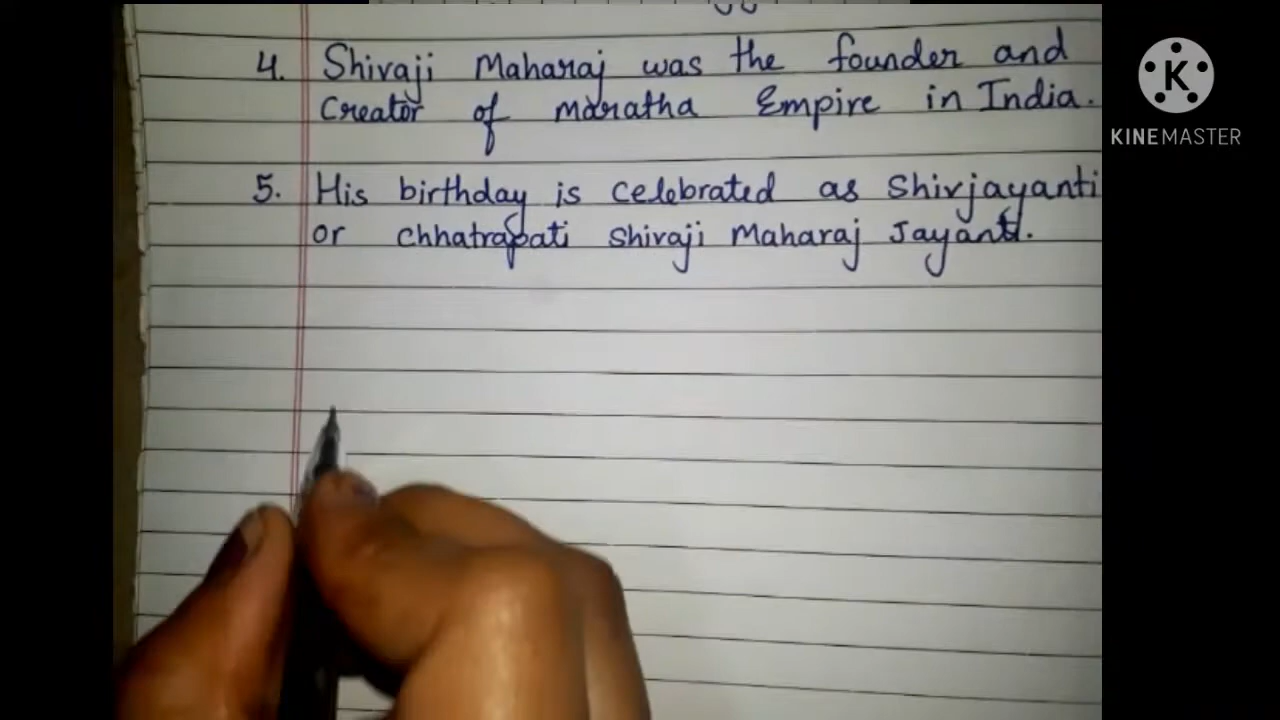 4. Shivaji Maharaj was the founder and
Creator of maratha Empire in India.
5. His birthday is celebrated as Shivjayanti
or chhatrapati Shivaji Maharaj Jayanti.
K
KINEMASTER